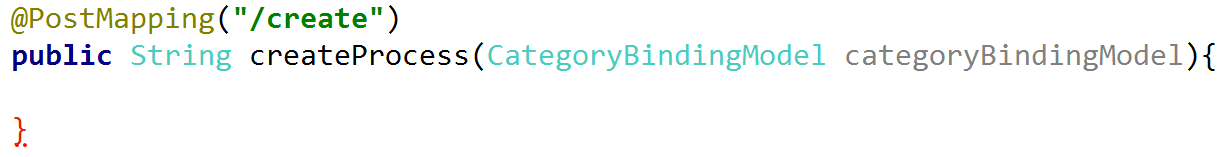 @PostMapping("/create")
public String createProcess(CategoryBindingModel categoryBindingModel){
}